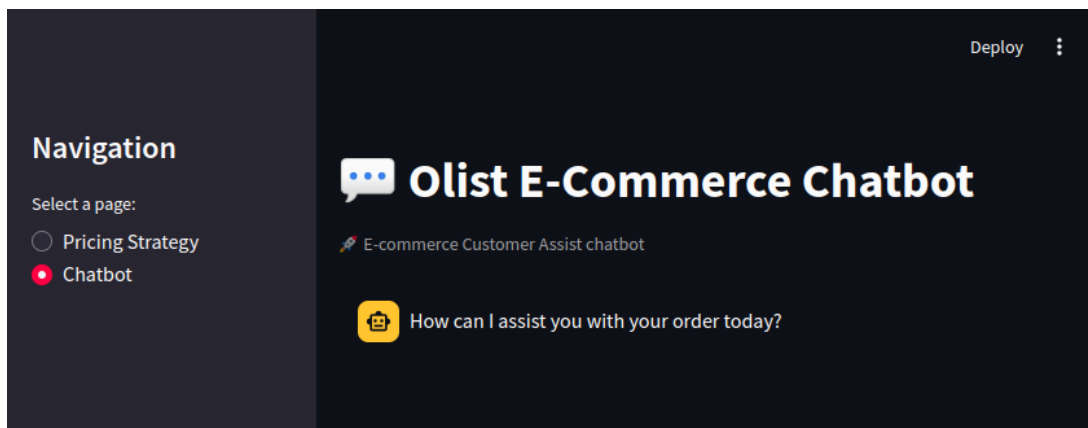 Deploy
Navigation
Select a page:
Pricing Strategy
Chatbot
Olist E-Commerce Chatbot
E-commerce Customer Assist chatbot
How can I assist you with your order today?